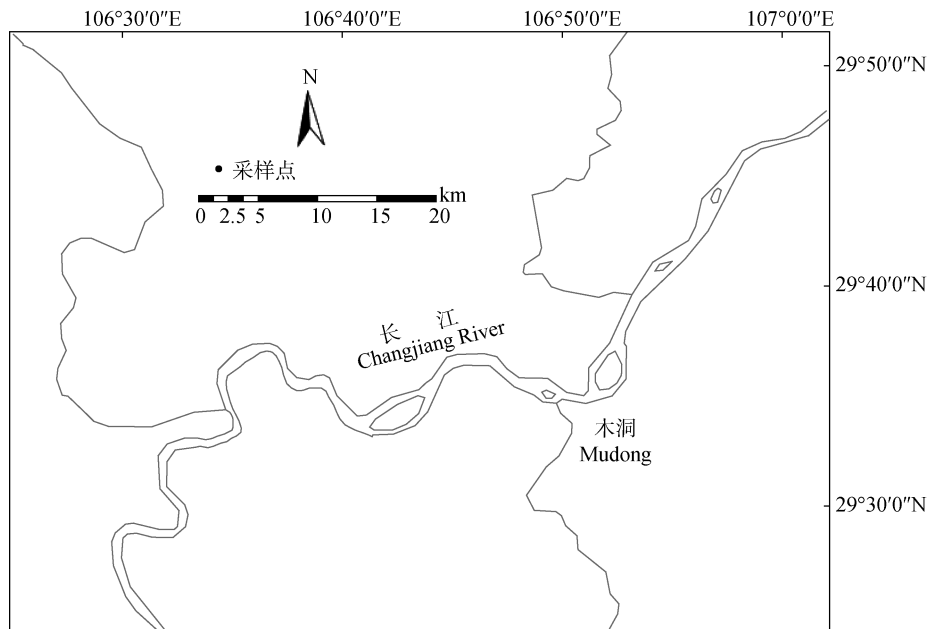 106°30′0″E 106°40′0″E 106°50′0″E 107°0′0″E
29°50′0″N
N
采样点
km
0 2.5 5 10 15 20
29°40′0″N
长 江
Changjiang River
木洞
Mudong
29°30′0″N